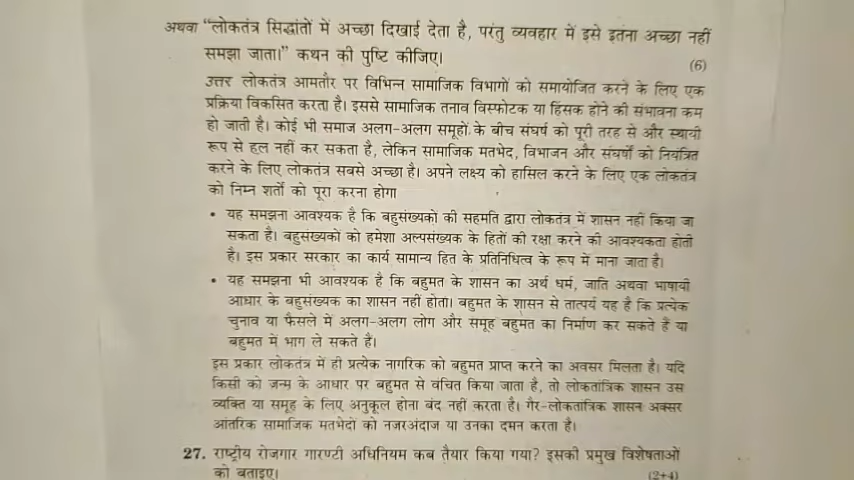 अथवा “लोकतंत्र सिद्धांतों में अच्छा दिखाई देता है, परंतु व्यवहार में इसे इतना अच्छा नहीं
समझा जाता।” कथन की पुष्टि कीजिए। (6)
उत्तर लोकतंत्र आमतौर पर विभिन्न सामाजिक विभागों को समायोजित करने के लिए एक
प्रक्रिया विकसित करता है। इससे सामाजिक तनाव विस्फोटक या हिंसक होने की संभावना कम
हो जाती है। कोई भी समाज अलग-अलग समूहों के बीच संघर्ष को पूरी तरह से और स्थायी
रूप से हल नहीं कर सकता है, लेकिन सामाजिक मतभेद, विभाजन और संघर्षों को नियंत्रित
करने के लिए लोकतंत्र सबसे अच्छा है। अपने लक्ष्य को हासिल करने के लिए एक लोकतंत्र
को निम्न शर्तों को पूरा करना होगा
• यह समझना आवश्यक है कि बहुसंख्यकों की सहमति द्वारा लोकतंत्र में शासन नहीं किया जा
सकता है। बहुसंख्यकों को हमेशा अल्पसंख्यक के हितों की रक्षा करने की आवश्यकता होती
है। इस प्रकार सरकार का कार्य सामान्य हित के प्रतिनिधित्व के रूप में माना जाता है।
• यह समझना भी आवश्यक है कि बहुमत के शासन का अर्थ धर्म, जाति अथवा भाषायी
आधार के बहुसंख्यक का शासन नहीं होता। बहुमत के शासन से तात्पर्य यह है कि प्रत्येक
चुनाव या फैसले में अलग-अलग लोग और समूह बहुमत का निर्माण कर सकते हैं या
बहुमत में भाग ले सकते हैं।
इस प्रकार लोकतंत्र में ही प्रत्येक नागरिक को बहुमत प्राप्त करने का अवसर मिलता है। यदि
किसी को जन्म के आधार पर बहुमत से वंचित किया जाता है, तो लोकतांत्रिक शासन उस
व्यक्ति या समूह के लिए अनुकूल होना बंद नहीं करता है। गैर-लोकतांत्रिक शासन अक्सर
आंतरिक सामाजिक मतभेदों को नजरअंदाज या उनका दमन करता है।
27. राष्ट्रीय रोजगार गारण्टी अधिनियम कब तैयार किया गया? इसकी प्रमुख विशेषताओं
को बताइए। (2+4)